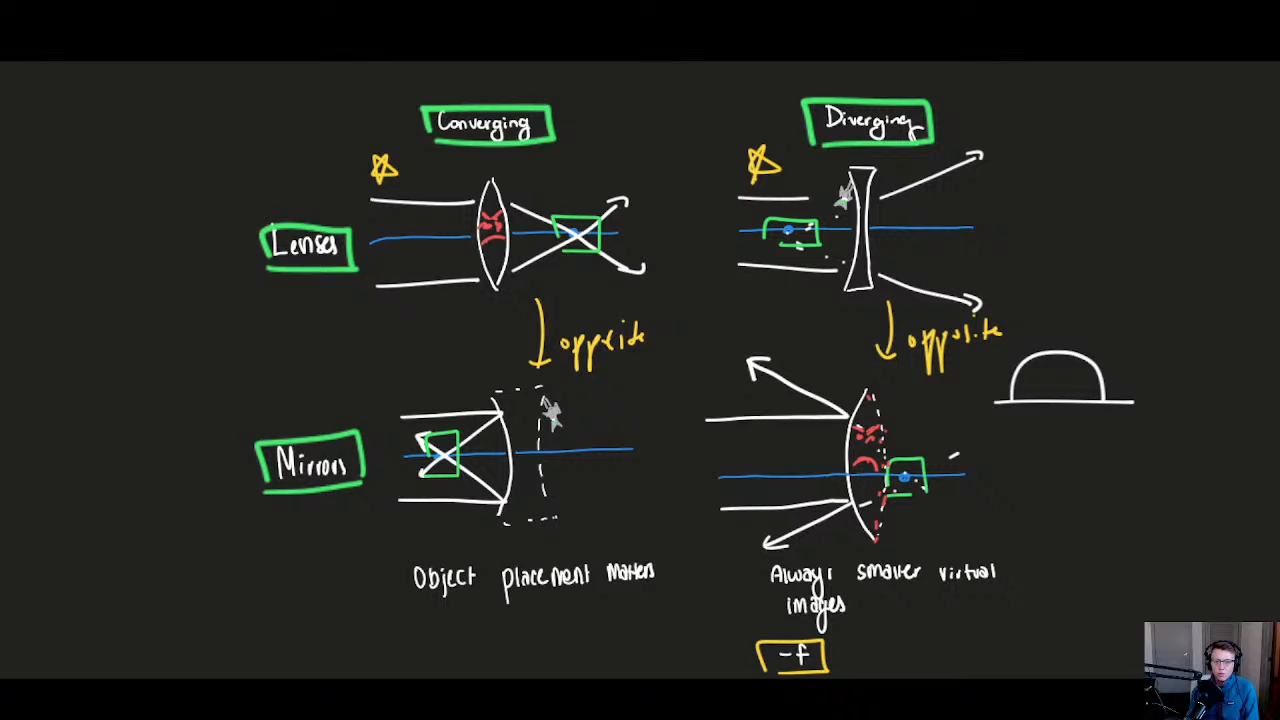 Converging
Diverging
Lenses
opposite
opposite
Mirrors
Object placement matters
Always smaller virtual
images
-f